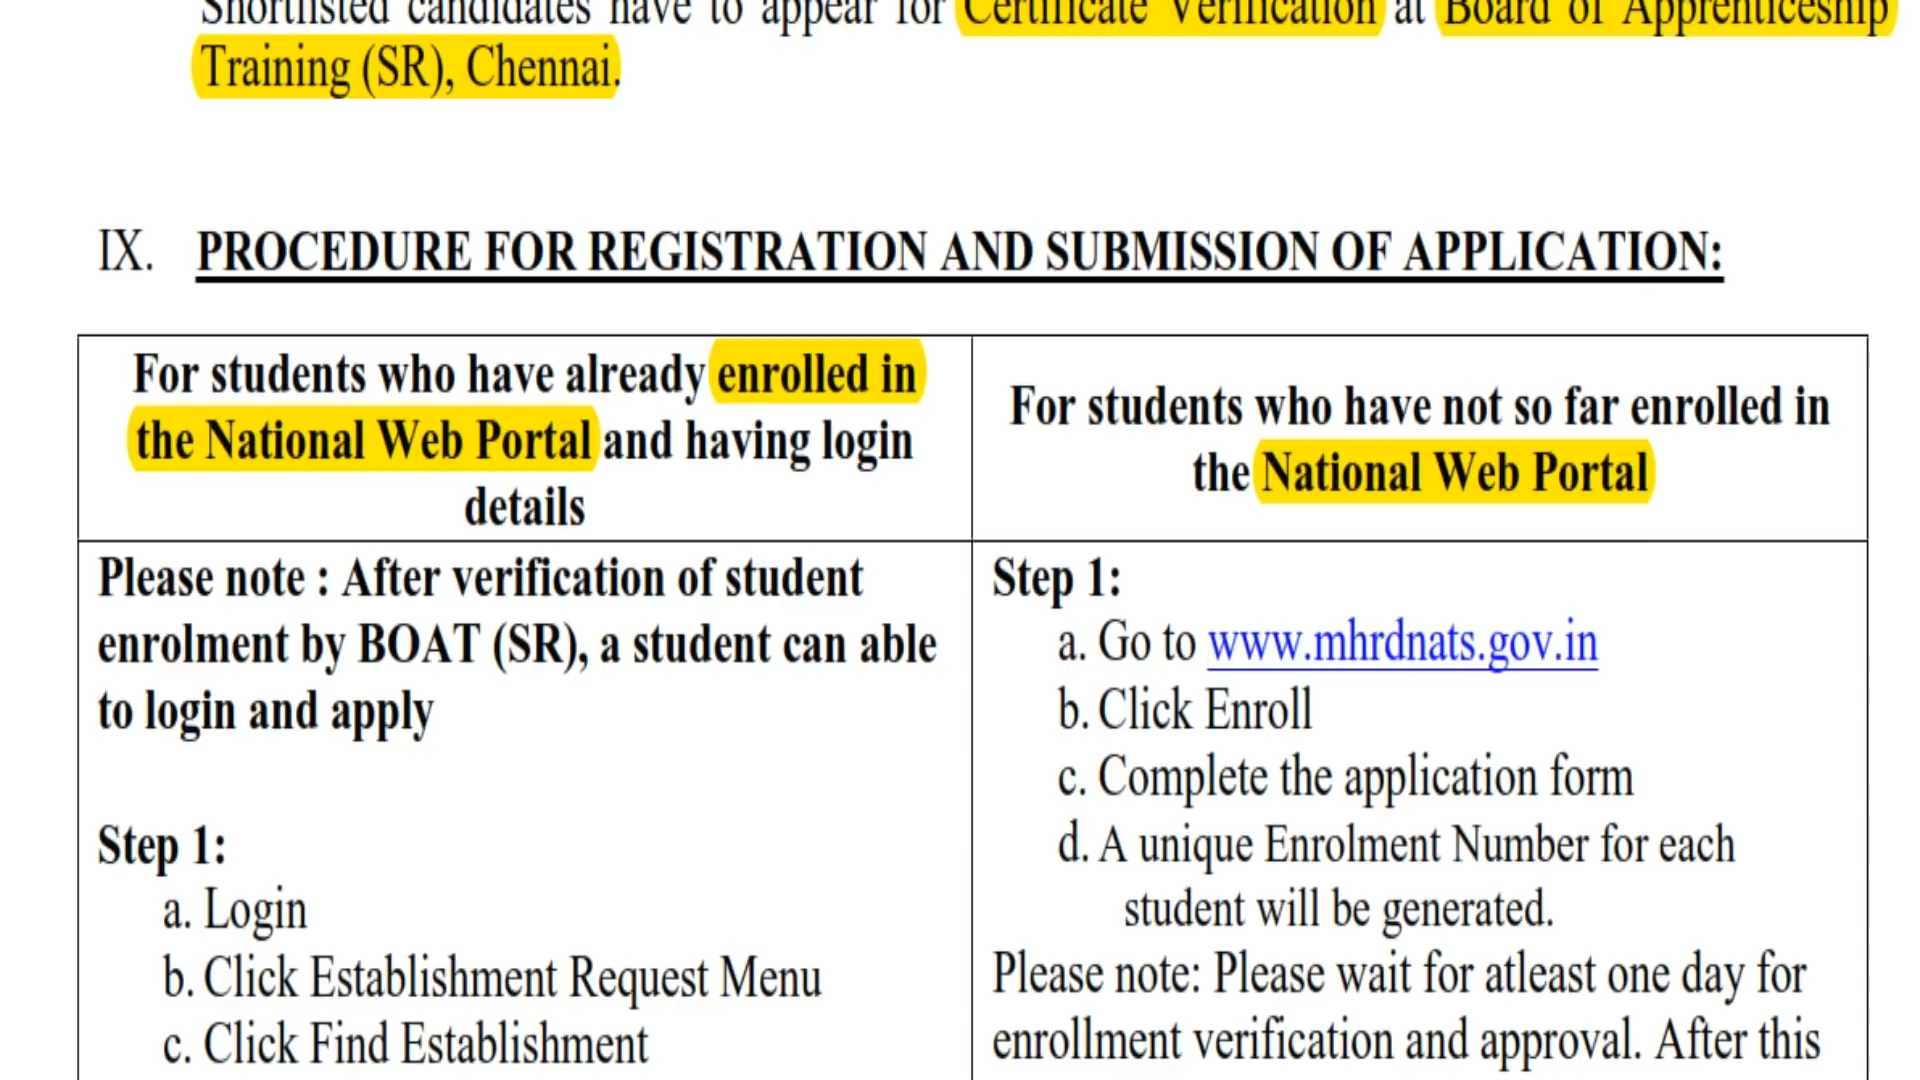 Shortlisted candidates have to appear for Certificate Verification at Board of Apprenticeship
Training (SR), Chennai.
IX. PROCEDURE FOR REGISTRATION AND SUBMISSION OF APPLICATION:
For students who have already enrolled in
the National Web Portal and having login
details
For students who have not so far enrolled in
the National Web Portal
Please note : After verification of student
enrolment by BOAT (SR), a student can able
to login and apply
Step 1:
a. Login
b. Click Establishment Request Menu
c. Click Find Establishment
Step 1:
a. Go to www.mhrdnats.gov.in
b. Click Enroll
c. Complete the application form
d. A unique Enrolment Number for each
student will be generated.
Please note: Please wait for atleast one day for
enrollment verification and approval. After this